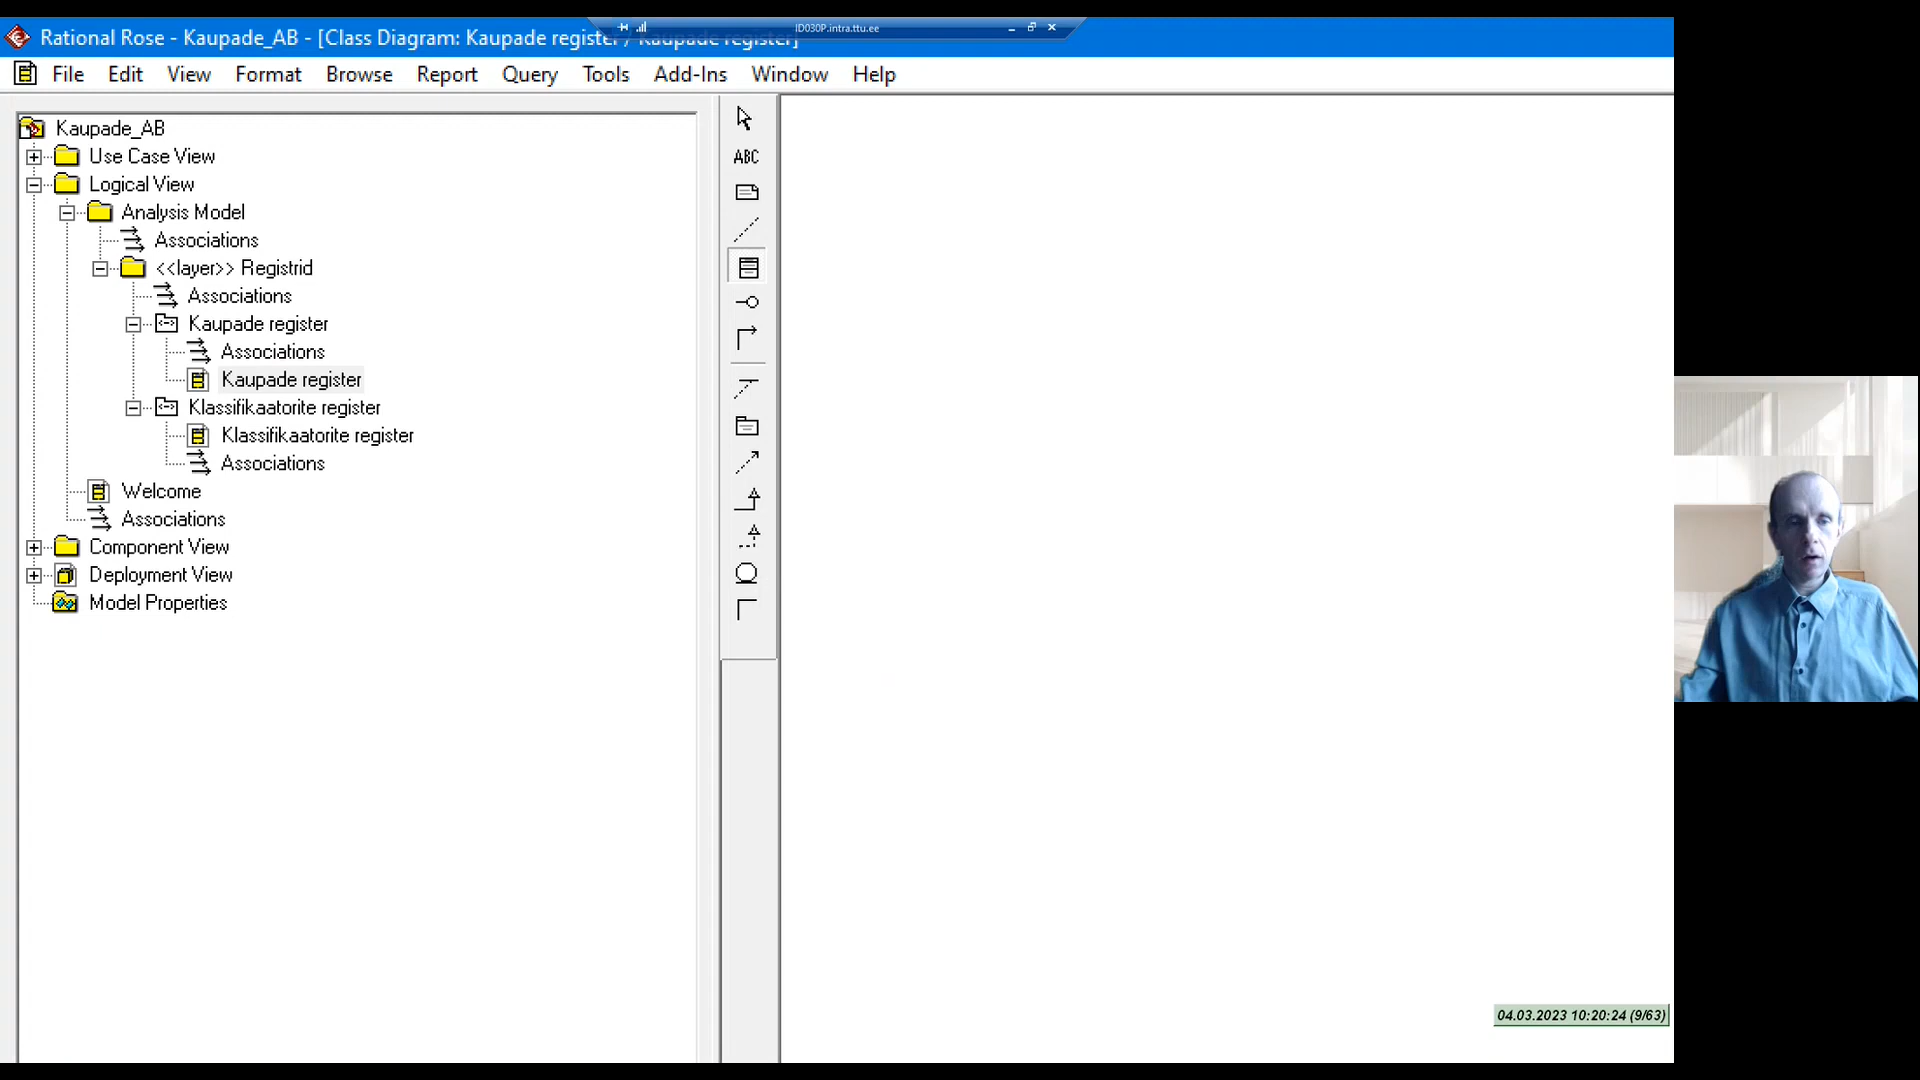 Rational Rose - Kaupade_AB - [Class Diagram: Kaupade register / Kaupade register]
ID030P.intra.ttu.ee
File Edit View Format Browse Report Query Tools Add-Ins Window Help
Kaupade_AB
Use Case View
Logical View
Analysis Model
Associations
<<layer>> Registrid
Associations
Kaupade register
Associations
Kaupade register
Klassifikaatorite register
Klassifikaatorite register
Associations
Welcome
Associations
Component View
Deployment View
Model Properties
ABC
04.03.2023 10:20:24 (9/63)